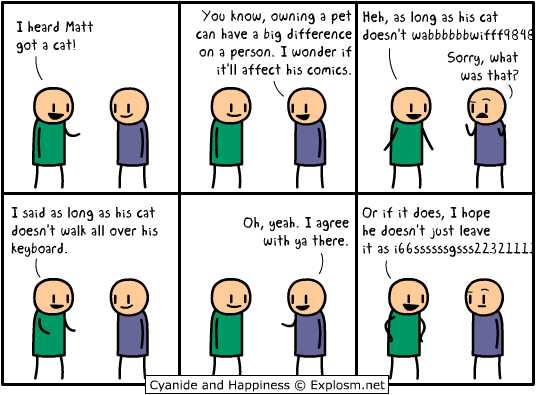 I heard Matt
got a cat!
You know, owning a pet
can have a big difference
on a person. I wonder if
it'll affect his comics.
Heh, as long as his cat
doesn't wabbbbbbwifff9848
Sorry, what
was that?
I said as long as his cat
doesn't walk all over his
keyboard.
Oh, yeah. I agree
with ya there.
Or if it does, I hope
he doesn't just leave
it as i66ssssssgsss22321111
Cyanide and Happiness © Explosm.net